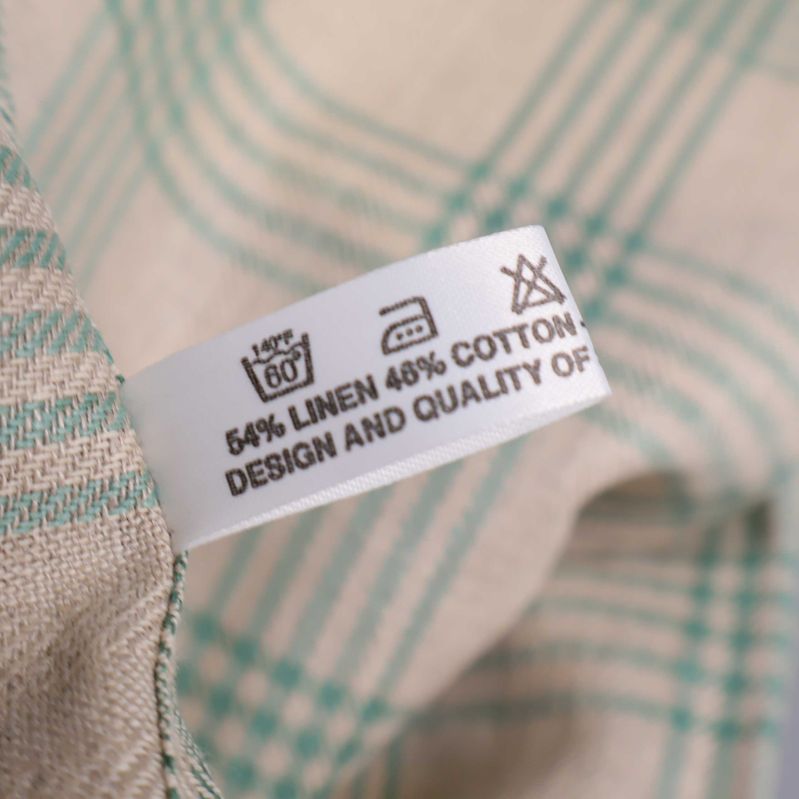 140°F
60°
54% LINEN 46% COTTON -
DESIGN AND QUALITY OF